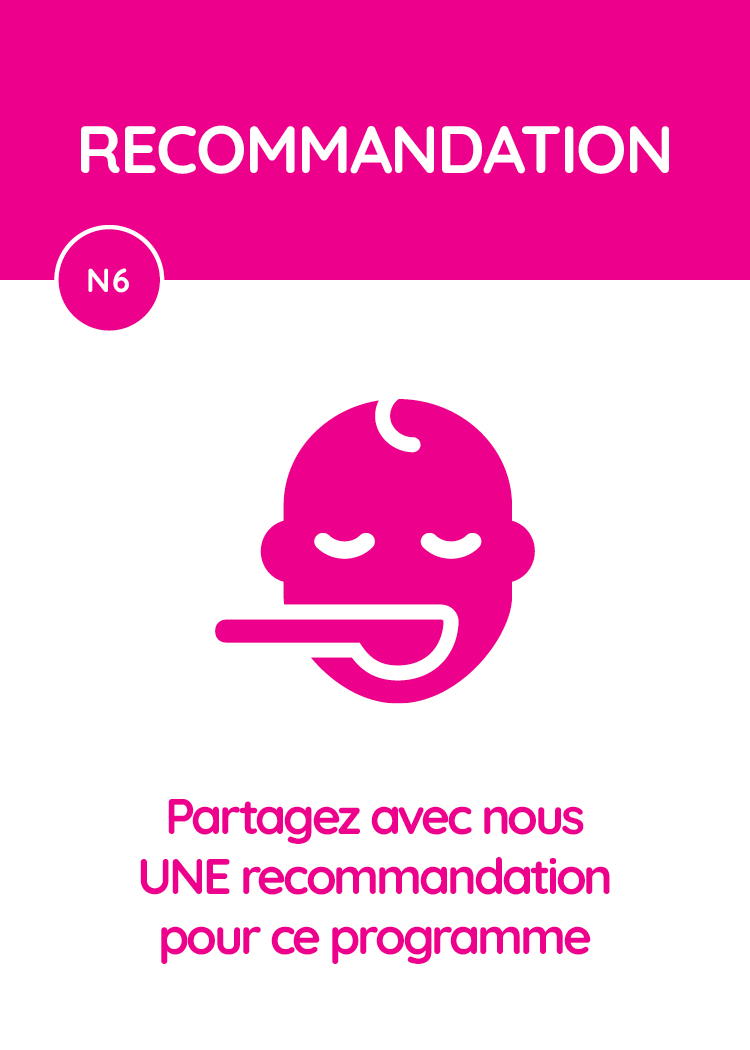 RECOMMANDATION
N6
Partagez avec nous
UNE recommandation
pour ce programme